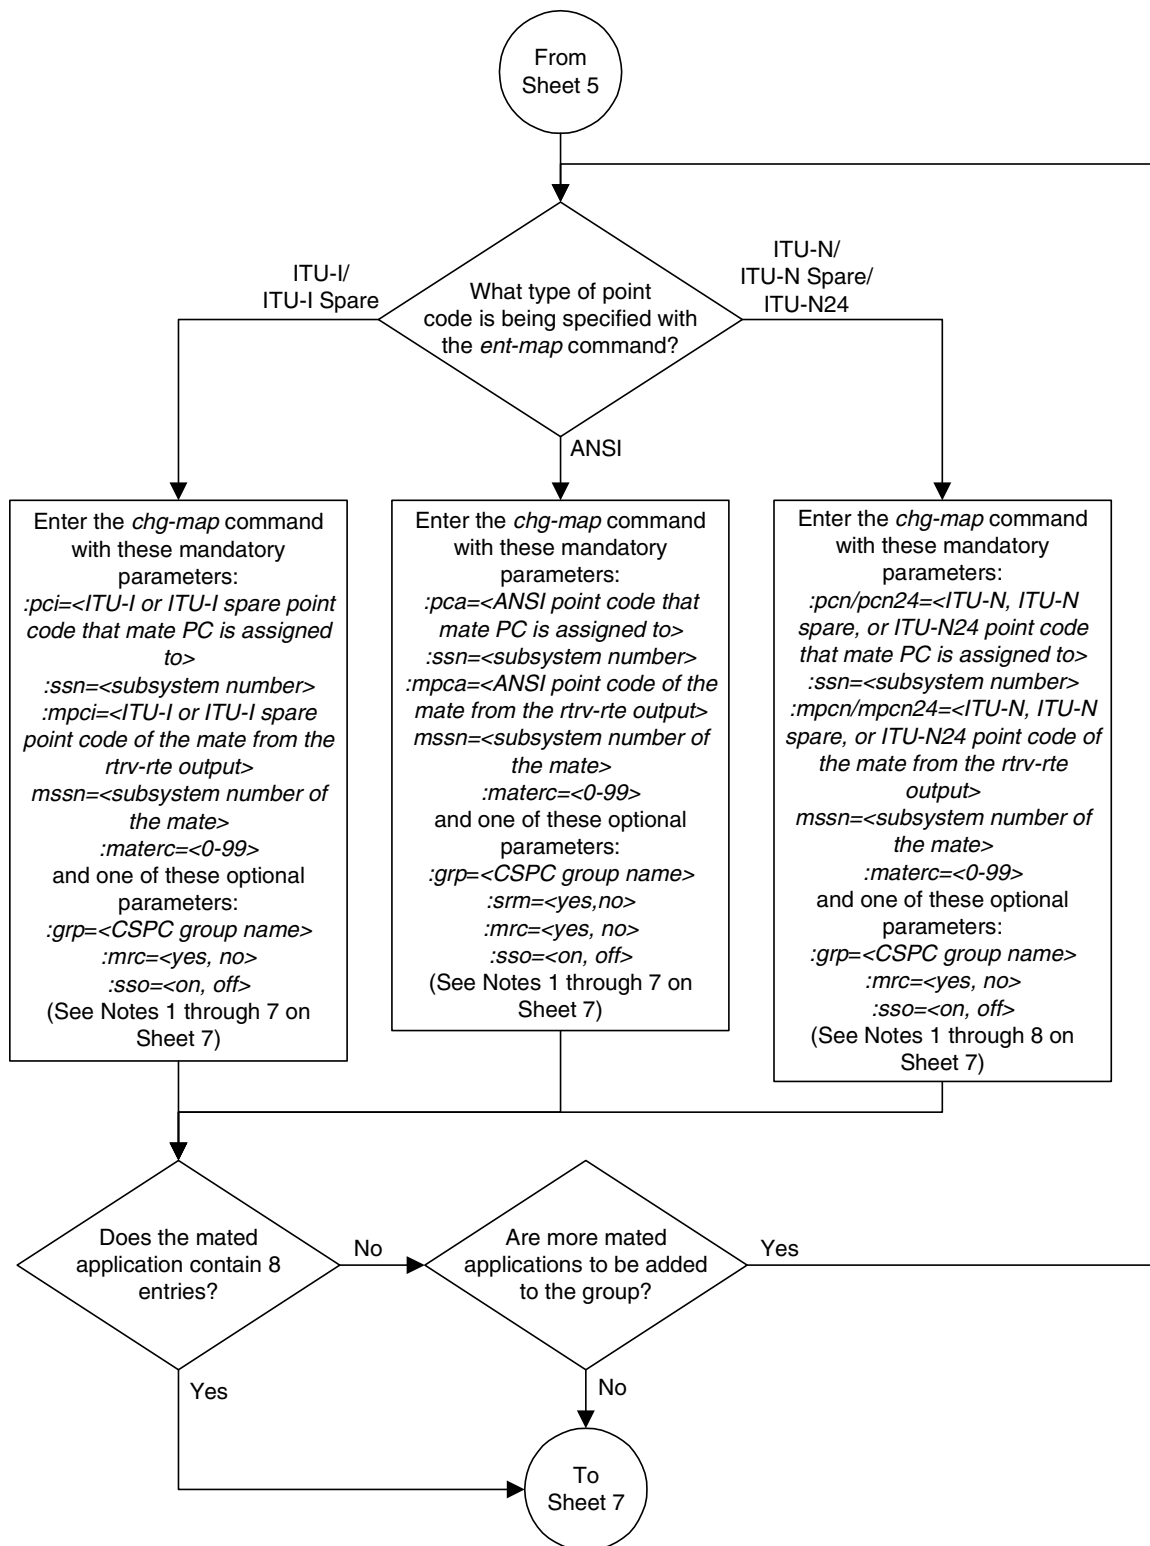 From
Sheet 5
ITU-I/
ITU-I Spare
What type of point
code is being specified with
the ent-map command?
ITU-N/
ITU-N Spare/
ITU-N24
ANSI
Enter the chg-map command
with these mandatory
parameters:
:pci=<ITU-I or ITU-I spare point
code that mate PC is assigned
to>
:ssn=<subsystem number>
:mpci=<ITU-I or ITU-I spare
point code of the mate from the
rtrv-rte output>
mssn=<subsystem number of
the mate>
:materc=<0-99>
and one of these optional
parameters:
:grp=<CSPC group name>
:mrc=<yes, no>
:sso=<on, off>
(See Notes 1 through 7 on
Sheet 7)
Enter the chg-map command
with these mandatory
parameters:
:pca=<ANSI point code that
mate PC is assigned to>
:ssn=<subsystem number>
:mpca=<ANSI point code of the
mate from the rtrv-rte output>
mssn=<subsystem number of
the mate>
:materc=<0-99>
and one of these optional
parameters:
:grp=<CSPC group name>
:srm=<yes,no>
:mrc=<yes, no>
:sso=<on, off>
(See Notes 1 through 7 on
Sheet 7)
Enter the chg-map command
with these mandatory
parameters:
:pcn/pcn24=<ITU-N, ITU-N
spare, or ITU-N24 point code
that mate PC is assigned to>
:ssn=<subsystem number>
:mpcn/mpcn24=<ITU-N, ITU-N
spare, or ITU-N24 point code of
the mate from the rtrv-rte
output>
mssn=<subsystem number of
the mate>
:materc=<0-99>
and one of these optional
parameters:
:grp=<CSPC group name>
:mrc=<yes, no>
:sso=<on, off>
(See Notes 1 through 8 on
Sheet 7)
Does the mated
application contain 8
entries?
No
Are more mated
applications to be added
to the group?
Yes
Yes
No
To
Sheet 7